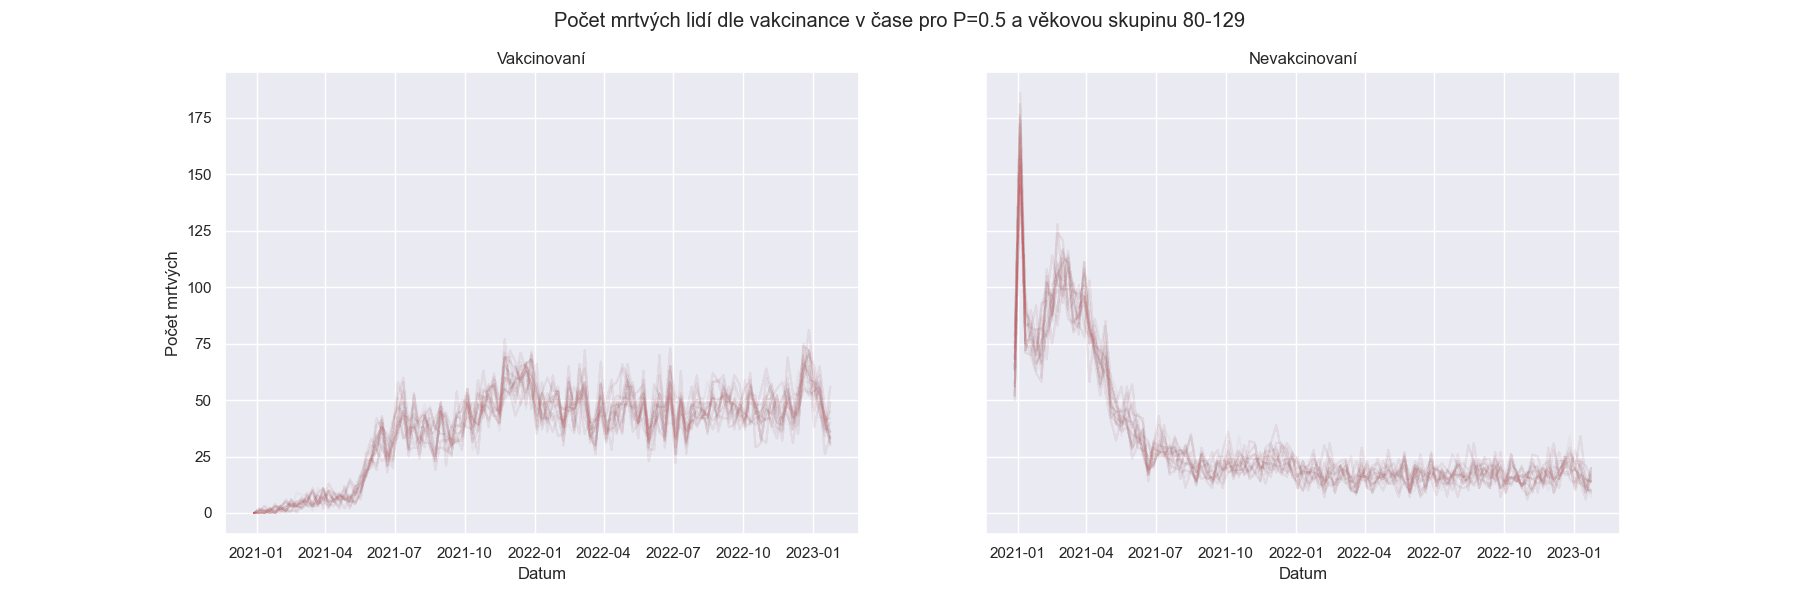 Počet mrtvých lidí dle vakcinance v čase pro P=0.5 a věkovou skupinu 80-129
Vakcinovaní
Nevakcinovaní
Počet mrtvých
175
150
125
100
75
50
25
0
2021-01 2021-04 2021-07 2021-10 2022-01 2022-04 2022-07 2022-10 2023-01
Datum
2021-01 2021-04 2021-07 2021-10 2022-01 2022-04 2022-07 2022-10 2023-01
Datum